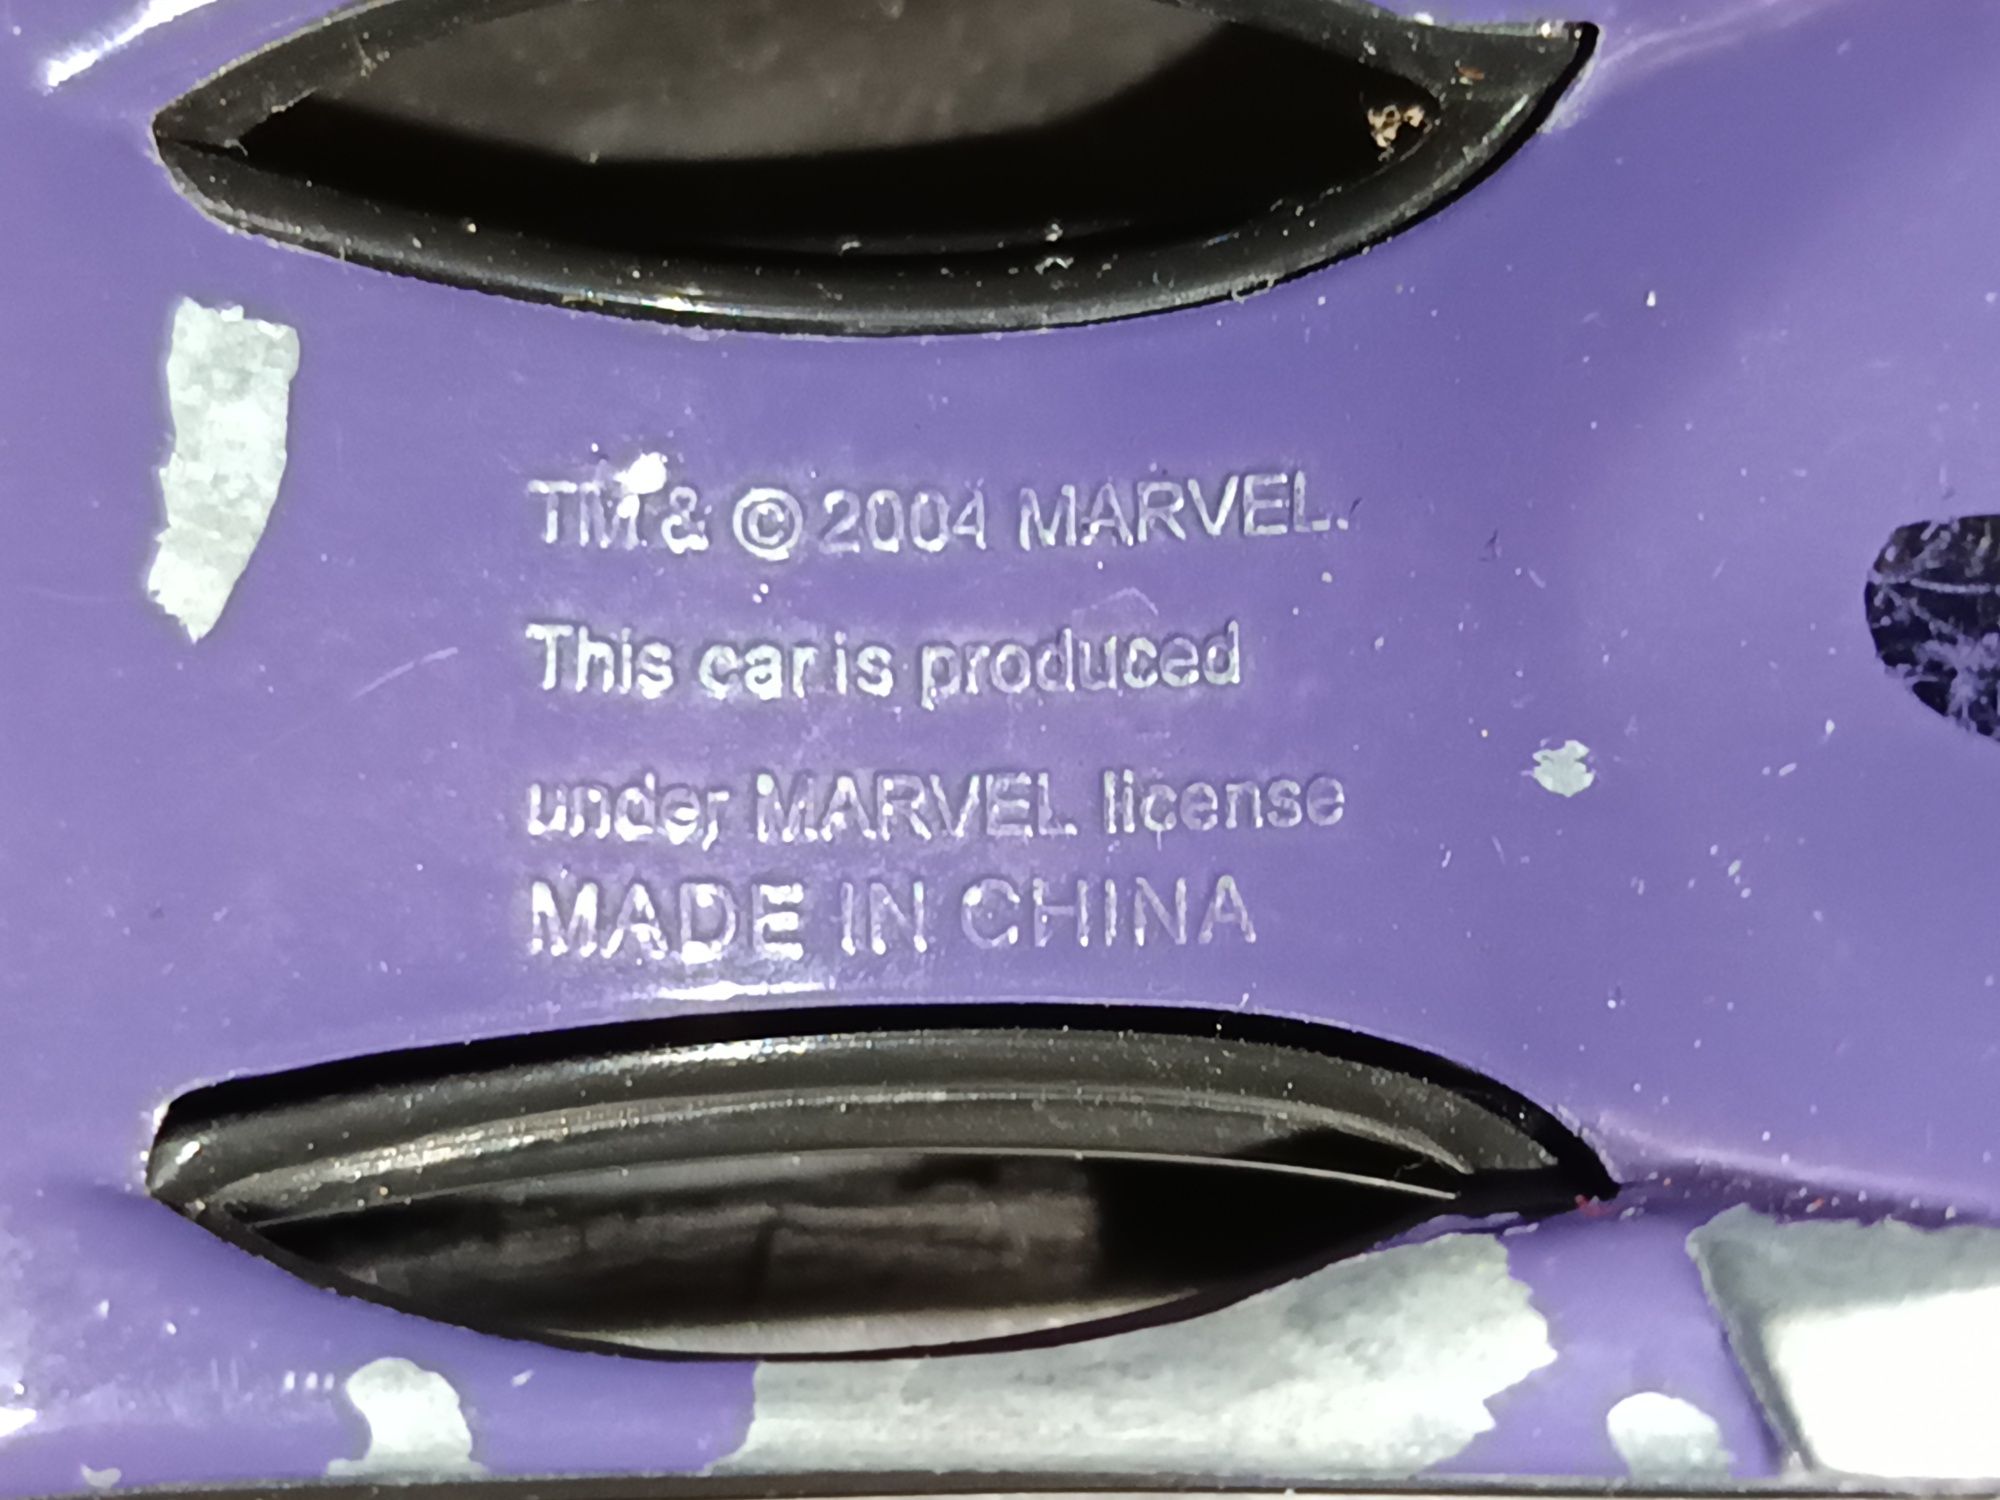 TM & © 2004 MARVEL.
This car is produced
under MARVEL license
MADE IN CHINA